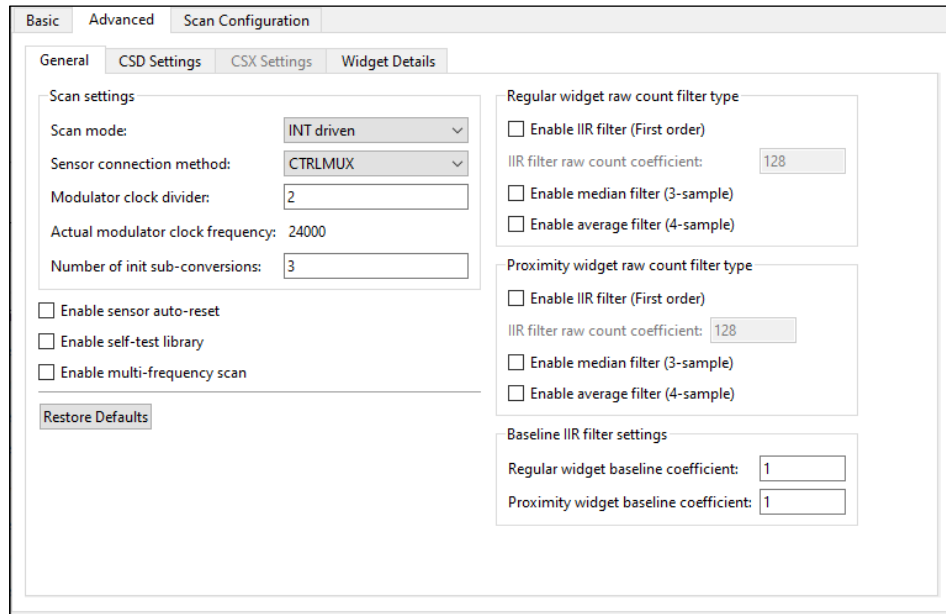 Basic Advanced Scan Configuration
General CSD Settings CSX Settings Widget Details
Scan settings
Scan mode: INT driven
Sensor connection method: CTRLMUX
Modulator clock divider: 2
Actual modulator clock frequency: 24000
Number of init sub-conversions: 3
Enable sensor auto-reset
Enable self-test library
Enable multi-frequency scan
Restore Defaults
Regular widget raw count filter type
Enable IIR filter (First order)
IIR filter raw count coefficient: 128
Enable median filter (3-sample)
Enable average filter (4-sample)
Proximity widget raw count filter type
Enable IIR filter (First order)
IIR filter raw count coefficient: 128
Enable median filter (3-sample)
Enable average filter (4-sample)
Baseline IIR filter settings
Regular widget baseline coefficient: 1
Proximity widget baseline coefficient: 1